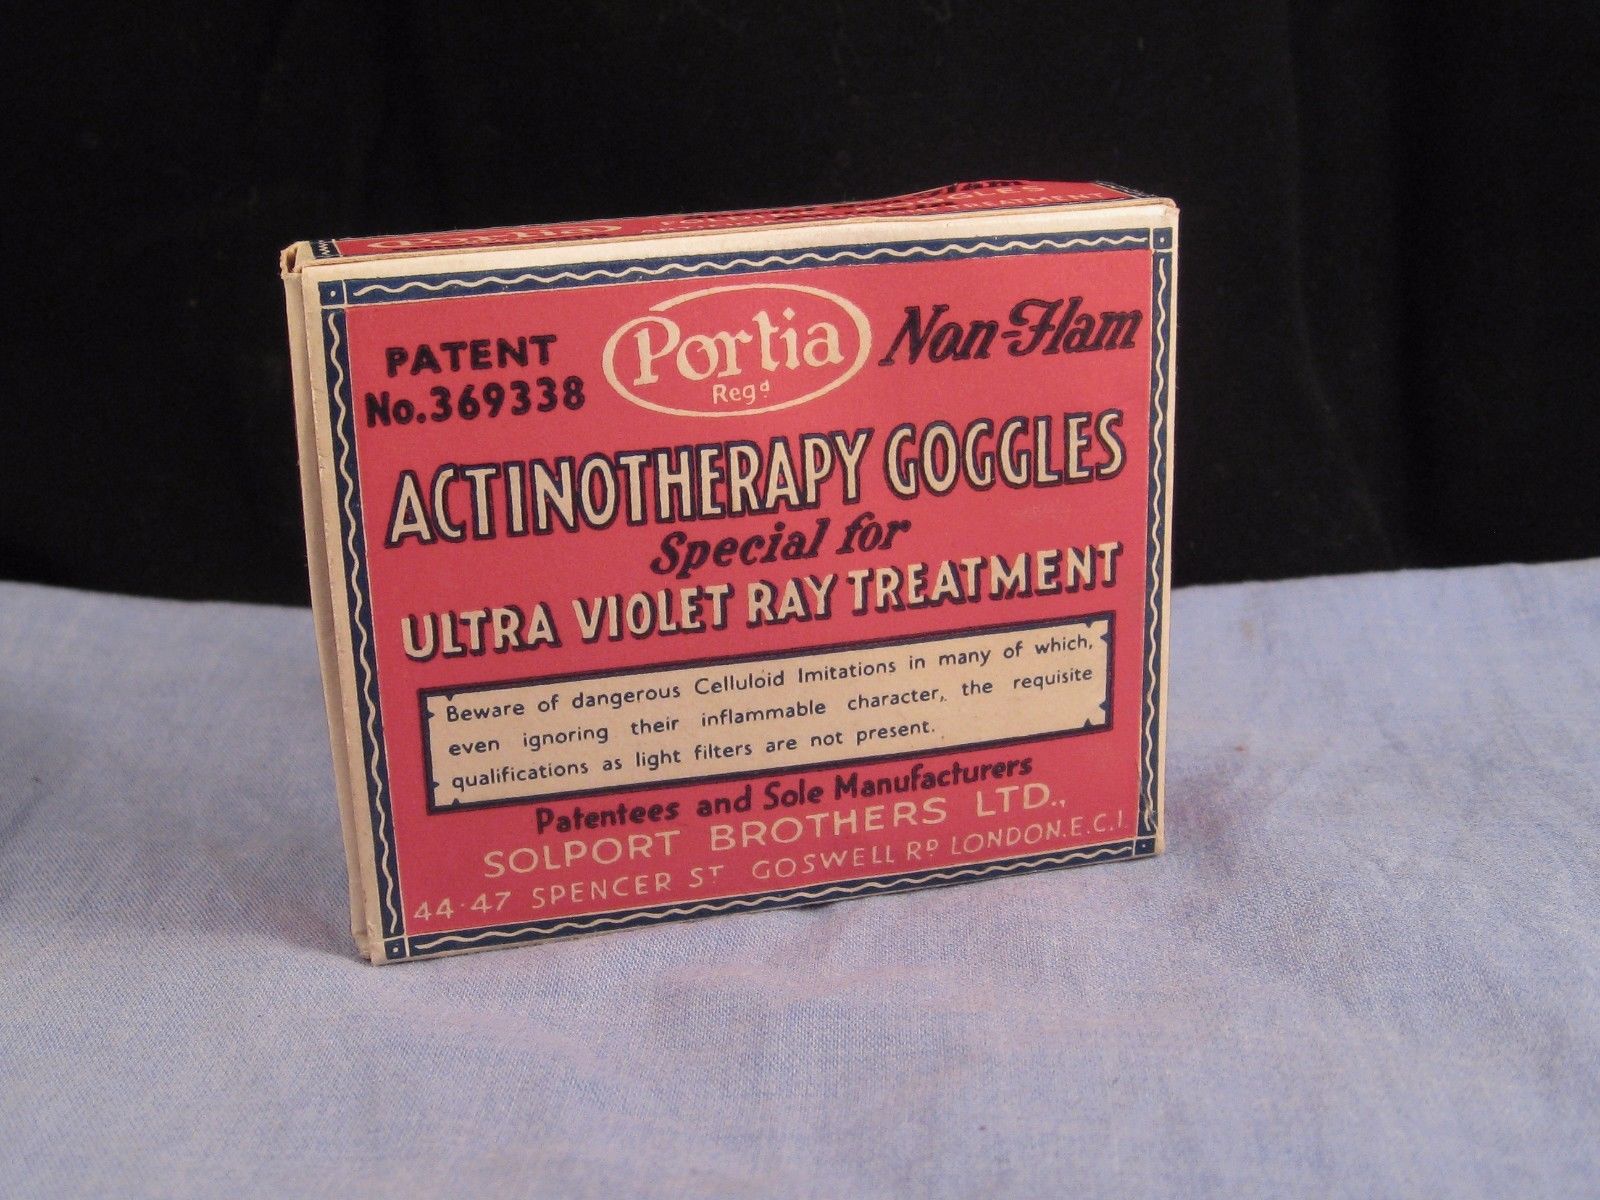 Portia
PATENT
No. 369338
Portia
Regd
Non-Flam
ACTINOTHERAPY GOGGLES
Special for
ULTRA VIOLET RAY TREATMENT
Beware of dangerous Celluloid Imitations in many of which,
even ignoring their inflammable character, the requisite
qualifications as light filters are not present.
Patentees and Sole Manufacturers
SOLPORT BROTHERS LTD.,
44-47 SPENCER ST GOSWELL RD LONDON. E.C.1.